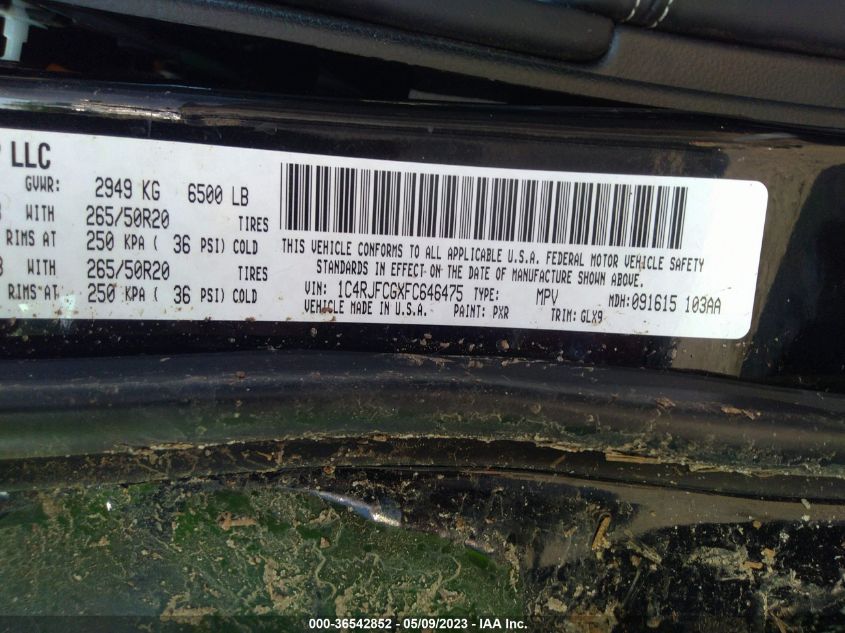 LLC
GVWR: 2949 KG 6500 LB
WITH 265/50R20 TIRES
RIMS AT 250 KPA ( 36 PSI) COLD
WITH 265/50R20 TIRES
RIMS AT 250 KPA ( 36 PSI) COLD
THIS VEHICLE CONFORMS TO ALL APPLICABLE U.S.A. FEDERAL MOTOR VEHICLE SAFETY
STANDARDS IN EFFECT ON THE DATE OF MANUFACTURE SHOWN ABOVE.
VIN: 1C4RJFCGXFC646475 TYPE: MPV MDH: 091615 103AA
VEHICLE MADE IN U.S.A. PAINT: PXR TRIM: GLX9
000-36542852 - 05/09/2023 - IAA Inc.